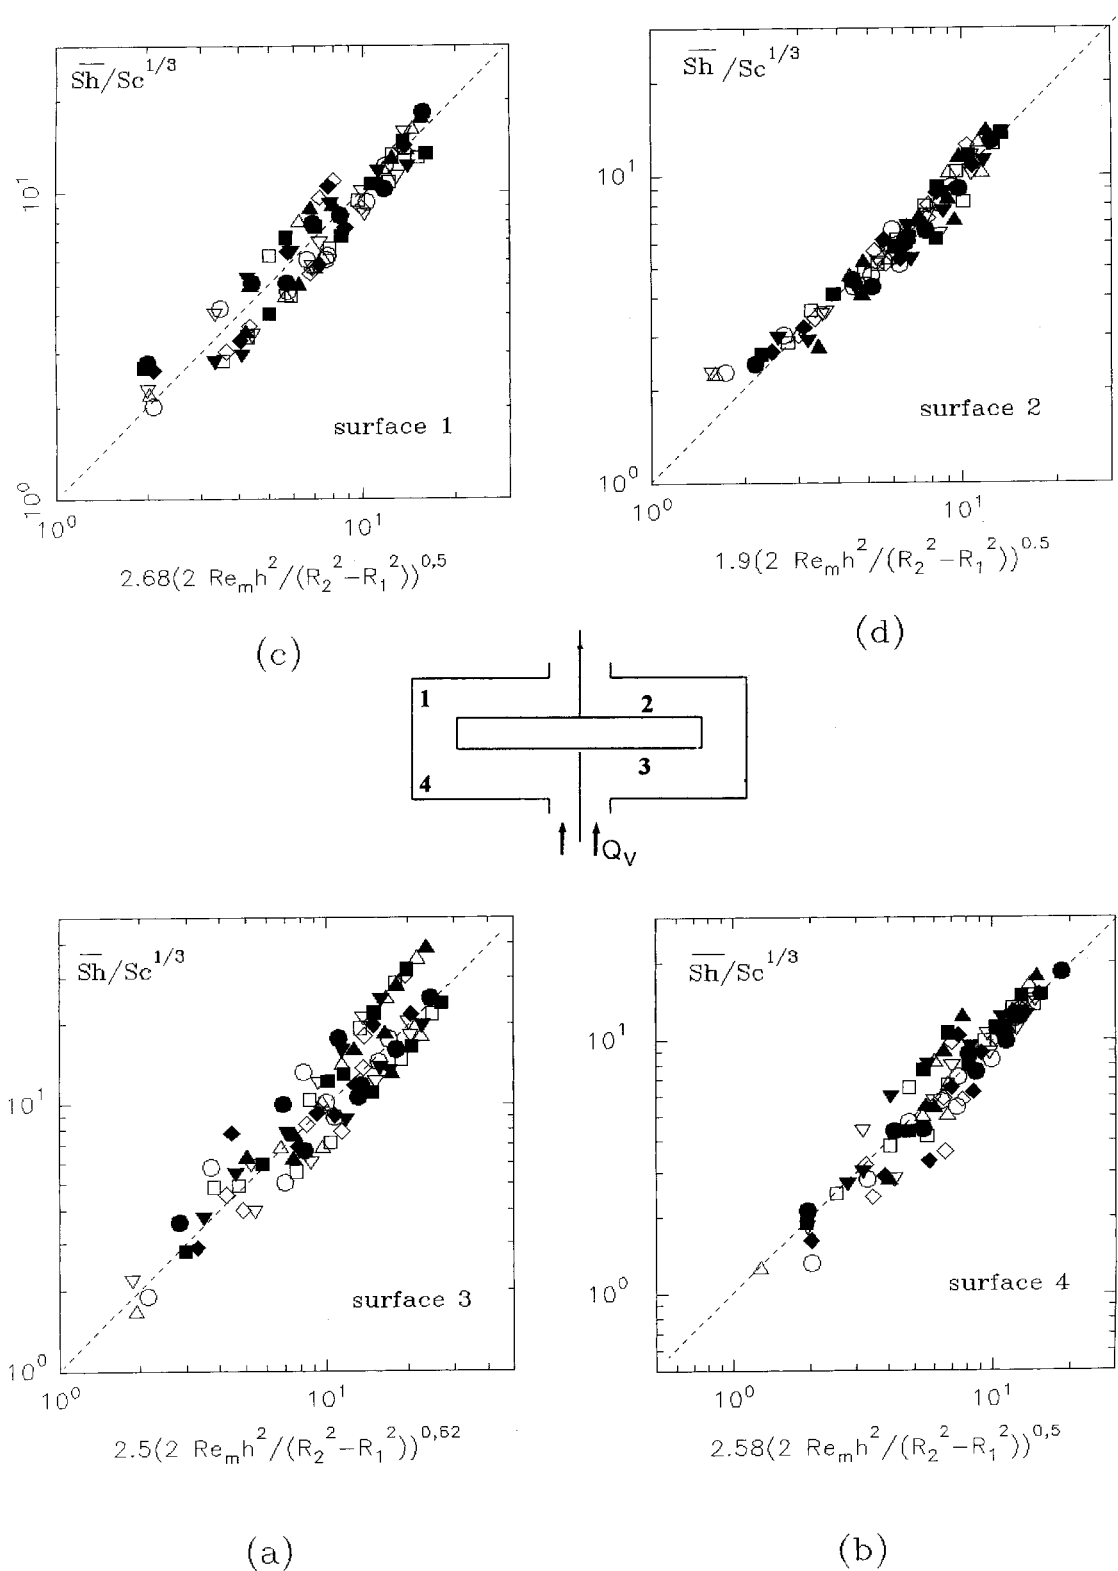 Sh/Sc^1/3
10^1
surface 1
10^0
10^0 10^1
2.68(2 Re_m h^2/(R_2^2-R_1^2))^0,5
(c)
Sh/Sc^1/3
10^1
surface 2
10^0
10^0 10^1
1.9(2 Re_m h^2/(R_2^2-R_1^2))^0.5
(d)
1 2
3
4
Q_V
Sh/Sc^1/3
10^1
surface 3
10^0
10^0 10^1
2.5(2 Re_m h^2/(R_2^2-R_1^2))^0,62
(a)
Sh/Sc^1/3
10^1
10^0
surface 4
10^0 10^1
2.58(2 Re_m h^2/(R_2^2-R_1^2))^0,5
(b)